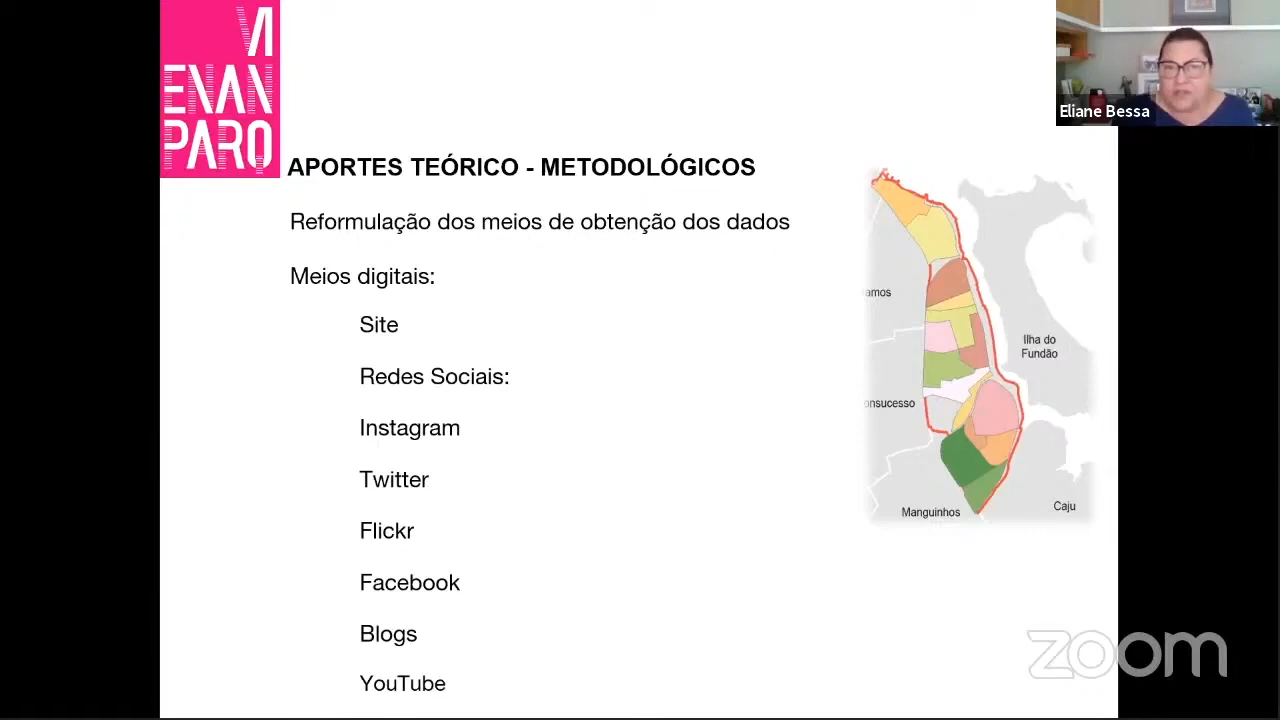 VI
ENAN
PARQ
Eliane Bessa
APORTES TEÓRICO - METODOLÓGICOS
Reformulação dos meios de obtenção dos dados
Meios digitais:
Site
Redes Sociais:
Instagram
Twitter
Flickr
Facebook
Blogs
YouTube
amos
Ilha do
Fundão
onsucesso
Manguinhos
Caju
zoom